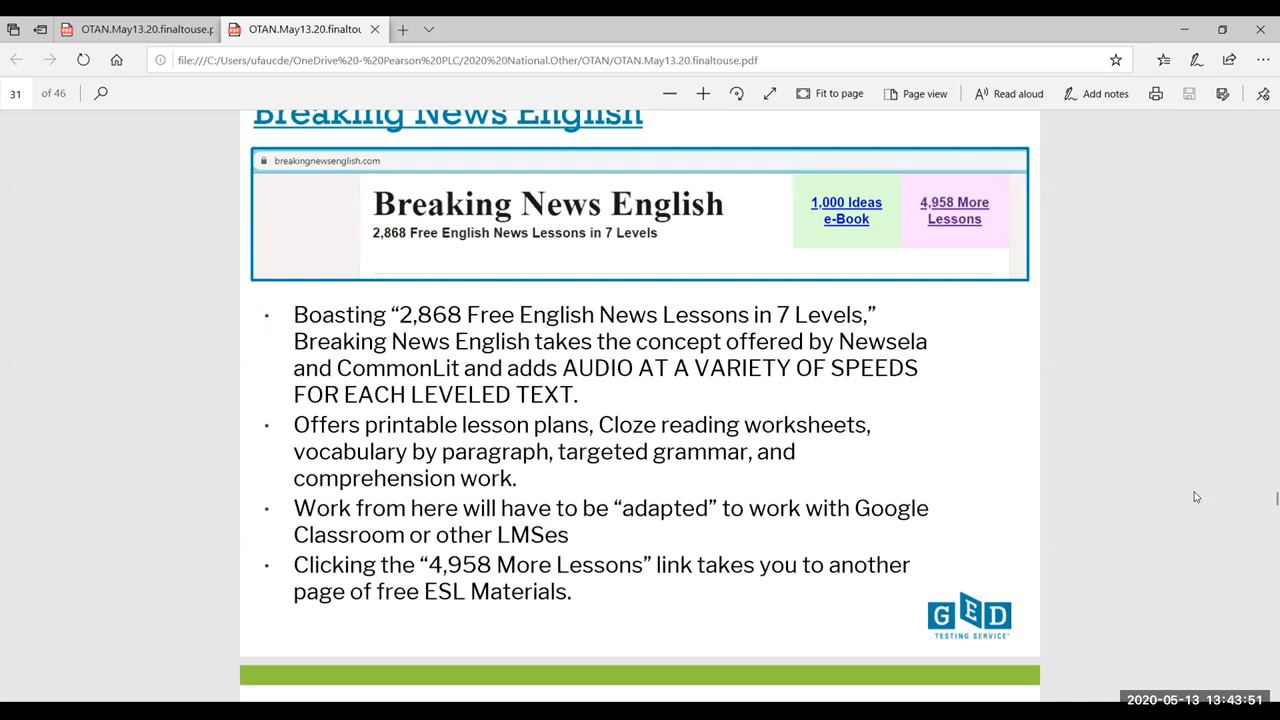 OTAN.May13.20.finaltouse.p
OTAN.May13.20.finaltou
file:///C:/Users/ufaucde/OneDrive%20-%20Pearson%20PLC/2020%20National.Other/OTAN/OTAN.May13.20.finaltouse.pdf
31 of 46
Fit to page
Page view
Read aloud
Add notes
Breaking News English
breakingnewsenglish.com
Breaking News English
2,868 Free English News Lessons in 7 Levels
1,000 Ideas
e-Book
4,958 More
Lessons
• Boasting “2,868 Free English News Lessons in 7 Levels,”
Breaking News English takes the concept offered by Newsela
and CommonLit and adds AUDIO AT A VARIETY OF SPEEDS
FOR EACH LEVELED TEXT.
• Offers printable lesson plans, Cloze reading worksheets,
vocabulary by paragraph, targeted grammar, and
comprehension work.
• Work from here will have to be “adapted” to work with Google
Classroom or other LMSes
• Clicking the “4,958 More Lessons” link takes you to another
page of free ESL Materials.
GED
TESTING SERVICE®
2020-05-13 13:43:51